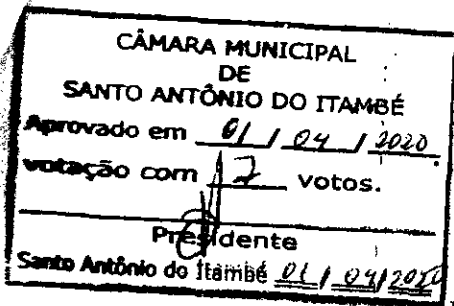 CÂMARA MUNICIPAL
DE
SANTO ANTÔNIO DO ITAMBÉ
Aprovado em 01 / 04 / 2020
votação com 7 votos.
Presidente
Santo Antônio do Itambé 01 / 04 / 2020